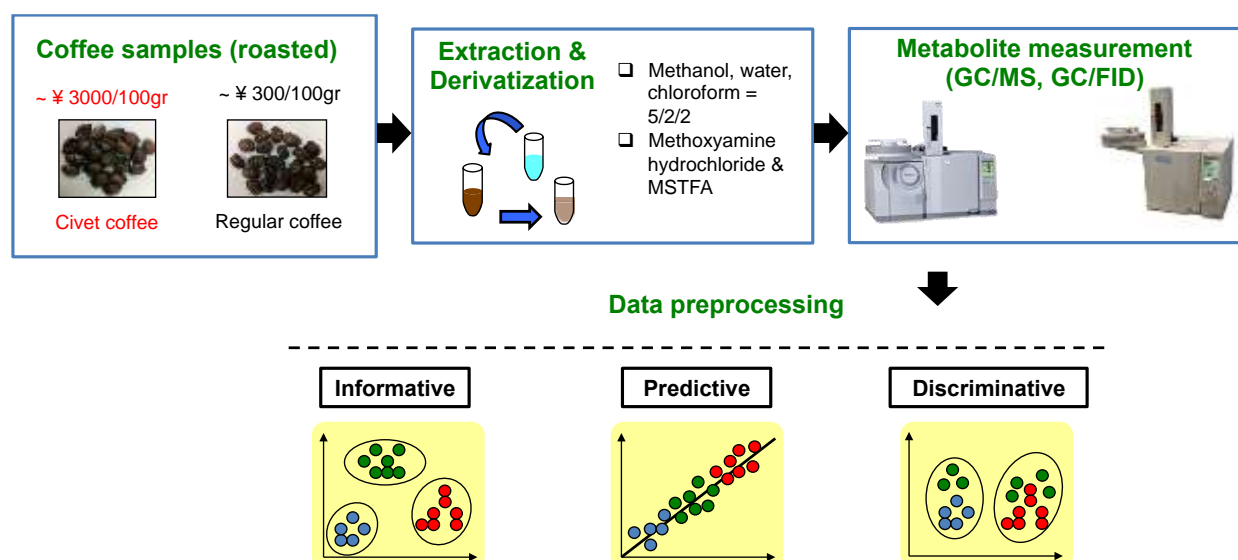 Coffee samples (roasted)
~ ¥ 3000/100gr
~ ¥ 300/100gr
Civet coffee
Regular coffee
Extraction &
Derivatization
Methanol, water,
chloroform =
5/2/2
Methoxyamine
hydrochloride &
MSTFA
Metabolite measurement
(GC/MS, GC/FID)
Data preprocessing
Informative
Predictive
Discriminative